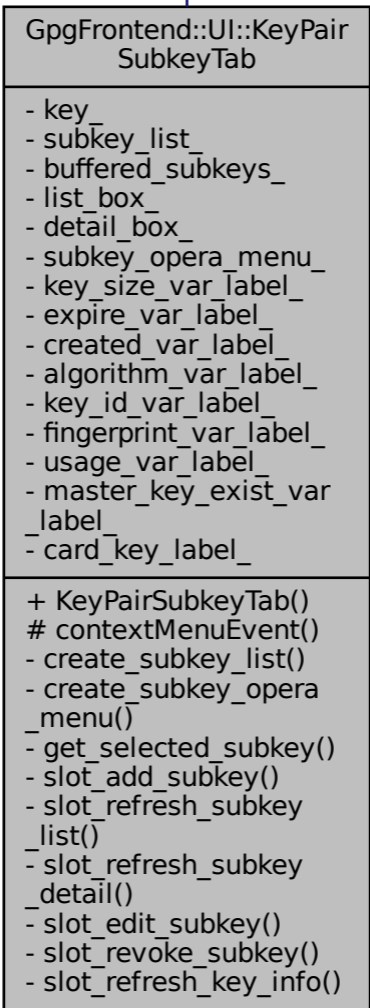 GpgFrontend::UI::KeyPair
SubkeyTab
- key_
- subkey_list_
- buffered_subkeys_
- list_box_
- detail_box_
- subkey_opera_menu_
- key_size_var_label_
- expire_var_label_
- created_var_label_
- algorithm_var_label_
- key_id_var_label_
- fingerprint_var_label_
- usage_var_label_
- master_key_exist_var
_label_
- card_key_label_
+ KeyPairSubkeyTab()
# contextMenuEvent()
- create_subkey_list()
- create_subkey_opera
_menu()
- get_selected_subkey()
- slot_add_subkey()
- slot_refresh_subkey
_list()
- slot_refresh_subkey
_detail()
- slot_edit_subkey()
- slot_revoke_subkey()
- slot_refresh_key_info()